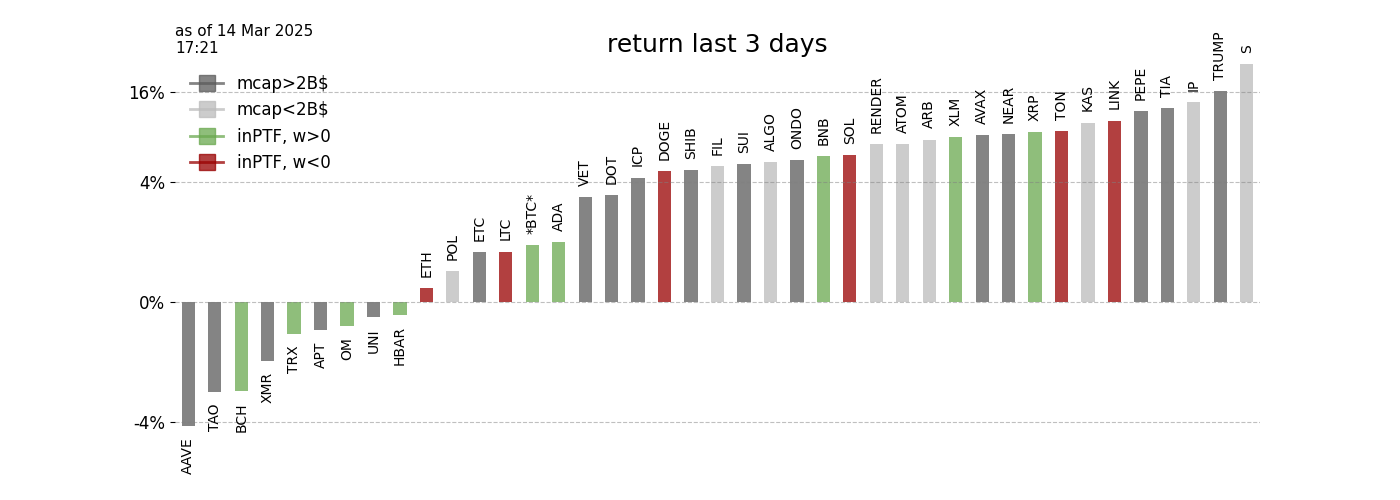 as of 14 Mar 2025
17:21
return last 3 days
mcap>2B$
mcap<2B$
inPTF, w>0
inPTF, w<0
16%
4%
0%
-4%
AAVE
TAO
BCH
XMR
TRX
APT
OM
UNI
HBAR
ETH
POL
ETC
LTC
*BTC*
ADA
VET
DOT
ICP
DOGE
SHIB
FIL
SUI
ALGO
ONDO
BNB
SOL
RENDER
ATOM
ARB
XLM
AVAX
NEAR
XRP
TON
KAS
LINK
PEPE
TIA
IP
TRUMP
S